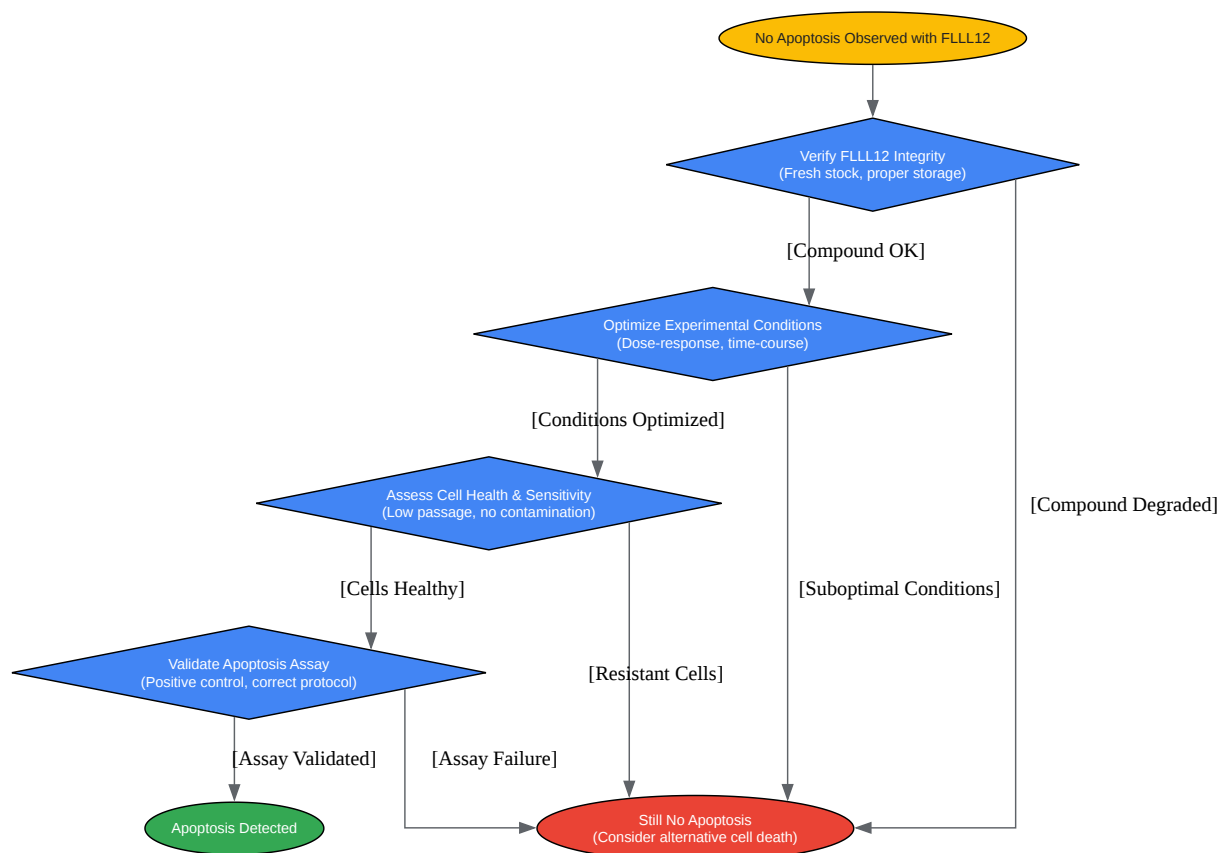 No Apoptosis Observed with FLLL12
Verify FLLL12 Integrity
(Fresh stock, proper storage)
[Compound OK]
Optimize Experimental Conditions
(Dose-response, time-course)
[Conditions Optimized]
Assess Cell Health & Sensitivity
(Low passage, no contamination)
[Compound Degraded]
[Cells Healthy]
[Suboptimal Conditions]
Validate Apoptosis Assay
(Positive control, correct protocol)
[Resistant Cells]
[Assay Validated]
[Assay Failure]
Apoptosis Detected
Still No Apoptosis
(Consider alternative cell death)